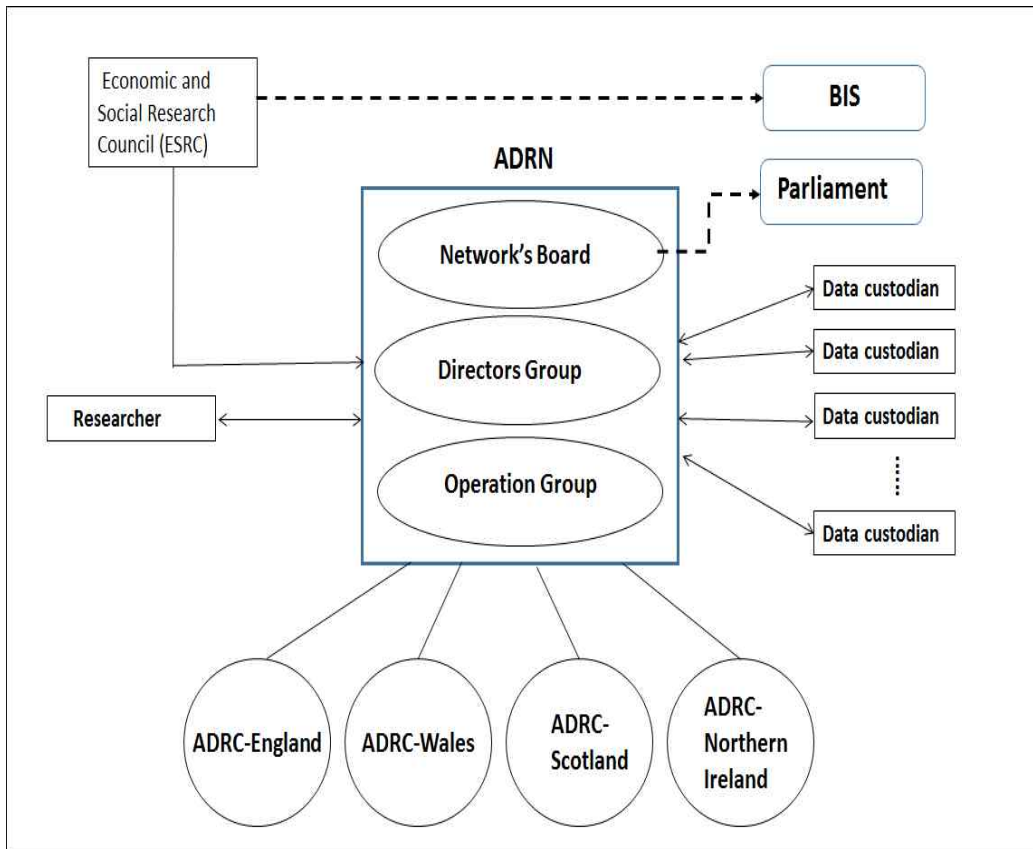 Economic and
Social Research
Council (ESRC)
BIS
ADRN
Parliament
Network's Board
Data custodian
Directors Group
Data custodian
Researcher
Data custodian
Operation Group
Data custodian
ADRC-England
ADRC-Wales
ADRC-
Scotland
ADRC-
Northern
Ireland